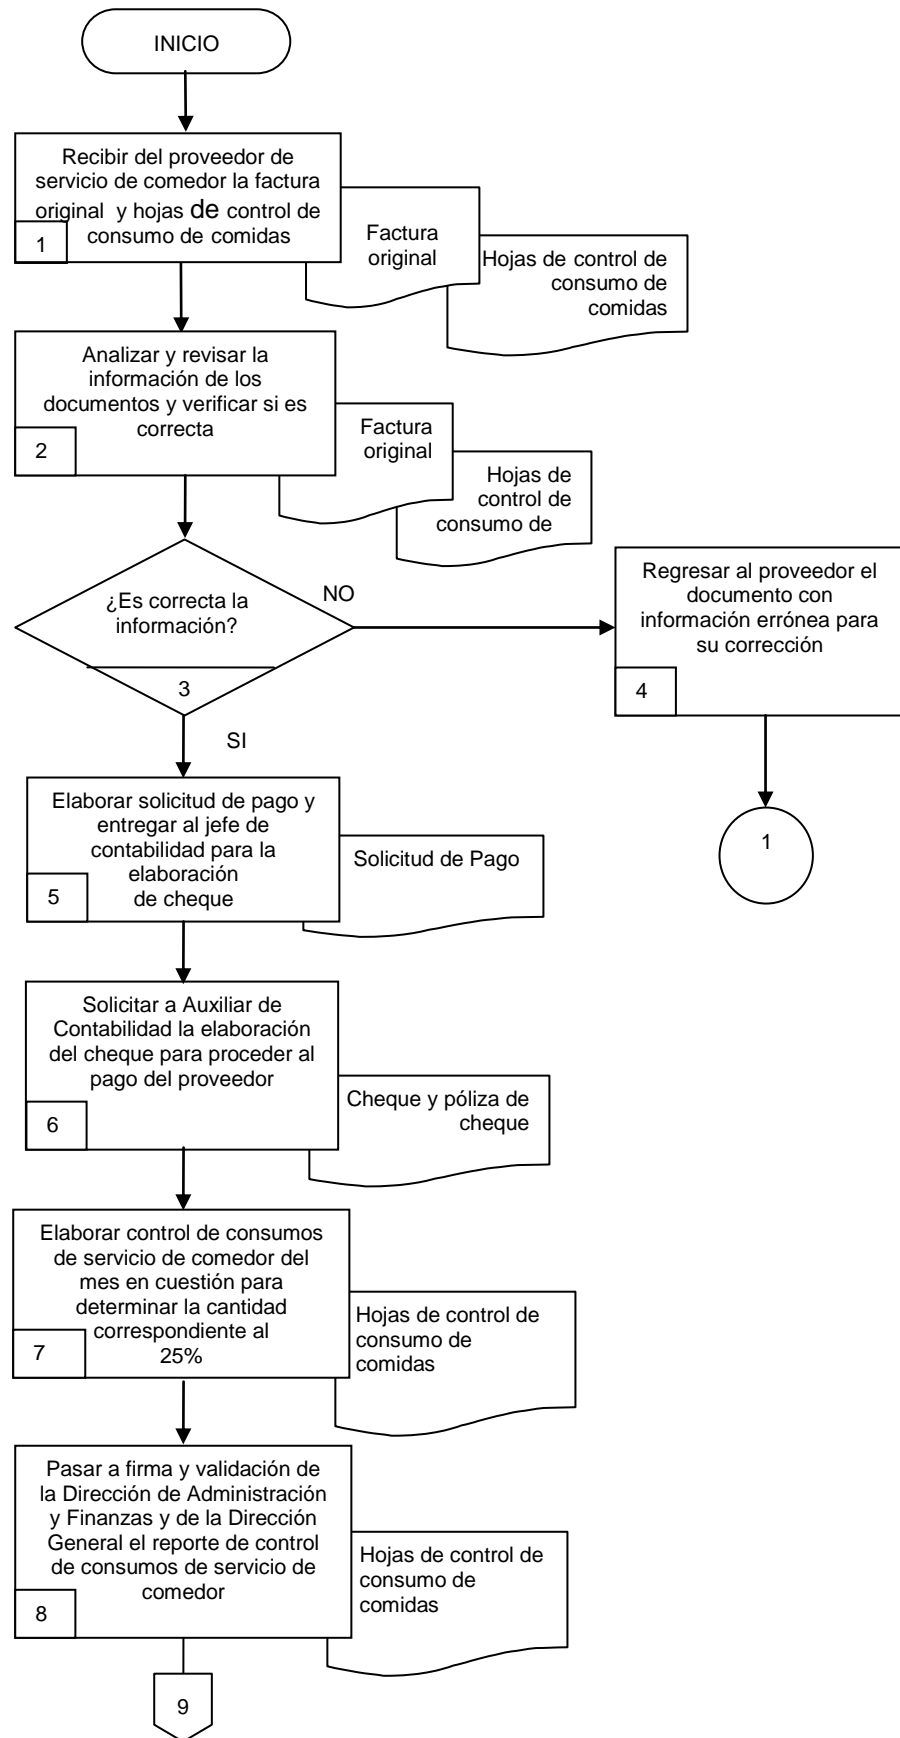 INICIO
Recibir del proveedor de
servicio de comedor la factura
original y hojas de control de
consumo de comidas
1
Factura
original
Hojas de control de
consumo de
comidas
Analizar y revisar la
información de los
documentos y verificar si es
correcta
2
Factura
original
Hojas de
control de
consumo de
¿Es correcta la
información?
3
NO
Regresar al proveedor el
documento con
información errónea para
su corrección
4
1
SI
Elaborar solicitud de pago y
entregar al jefe de
contabilidad para la
elaboración
de cheque
5
Solicitud de Pago
Solicitar a Auxiliar de
Contabilidad la elaboración
del cheque para proceder al
pago del proveedor
6
Cheque y póliza de
cheque
Elaborar control de consumos
de servicio de comedor del
mes en cuestión para
determinar la cantidad
correspondiente al
25%
7
Hojas de control de
consumo de
comidas
Pasar a firma y validación de
la Dirección de Administración
y Finanzas y de la Dirección
General el reporte de control
de consumos de servicio de
comedor
8
Hojas de control de
consumo de
comidas
9